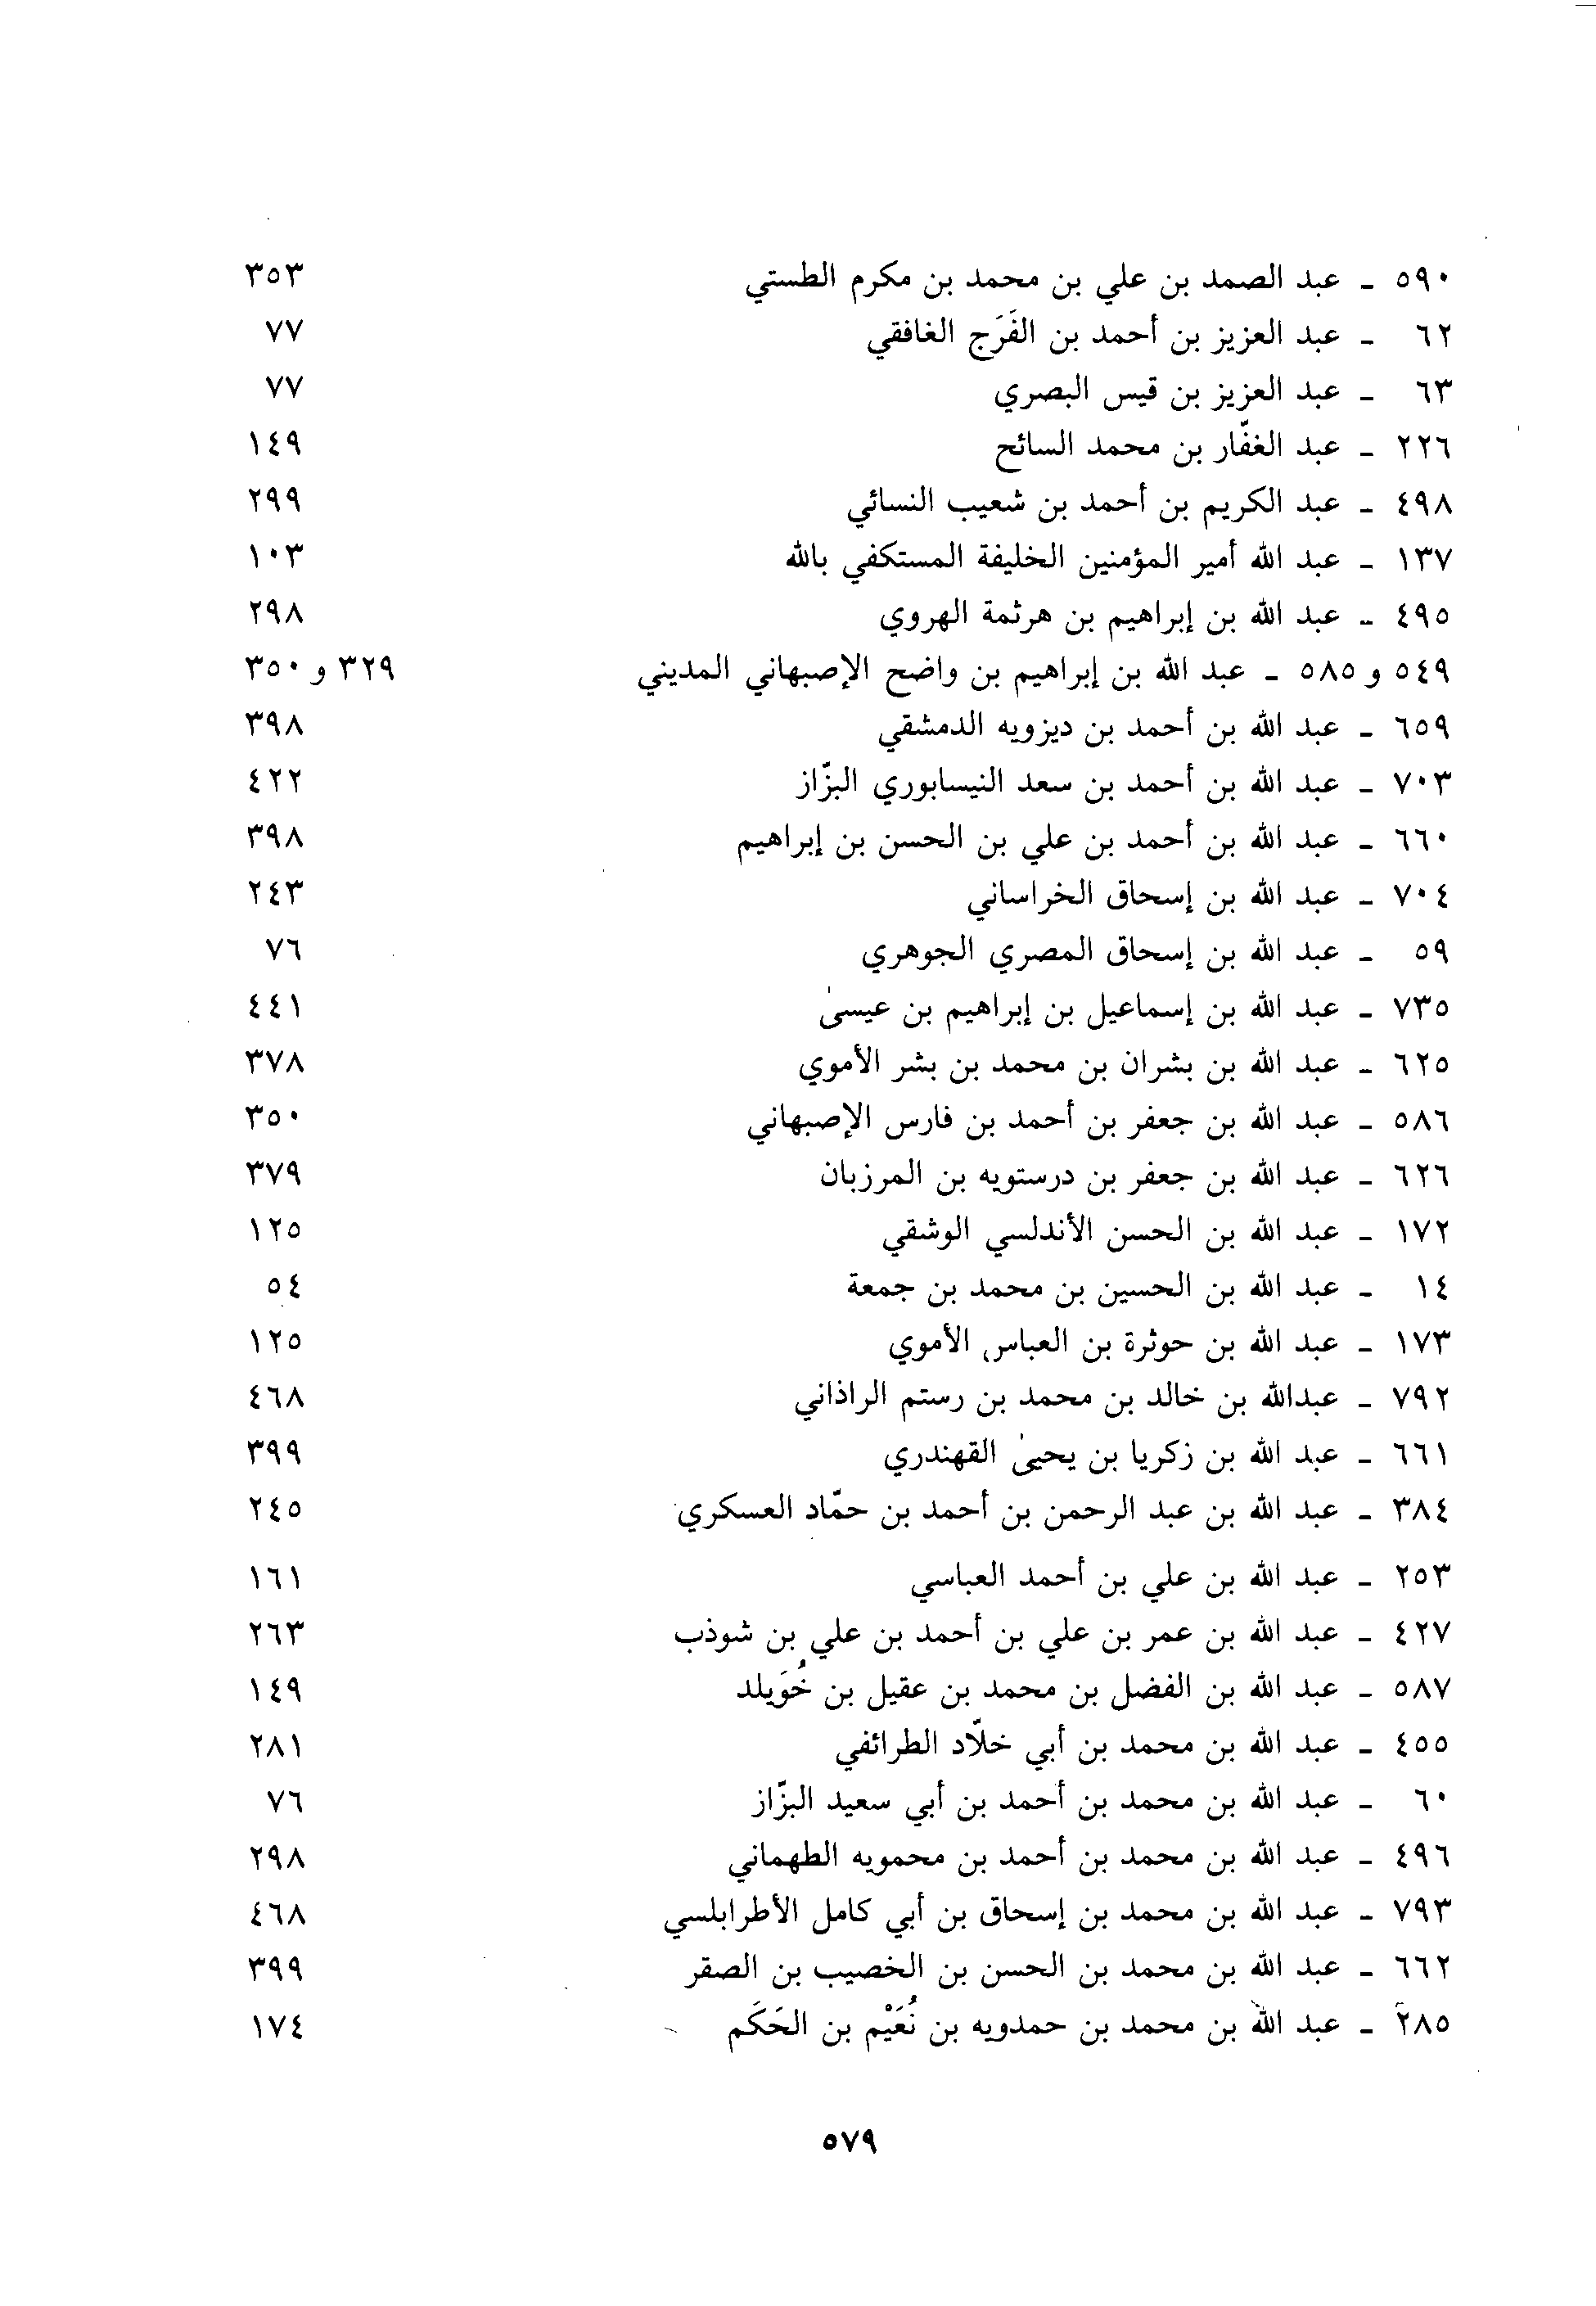 ٥٩٠ ـ عبد الصمد بن علي بن محمد بن مكرم الطستي ٣٥٣
٦٢ ـ عبد العزيز بن أحمد بن الفَرَج الغافقي ٧٧
٦٣ ـ عبد العزيز بن قيس البصري ٧٧
٢٢٦ ـ عبد الغفّار بن محمد السائح ١٤٩
٤٩٨ ـ عبد الكريم بن أحمد بن شعيب النسائي ٢٩٩
١٣٧ ـ عبد الله أمير المؤمنين الخليفة المستكفي بالله ١٠٣
٤٩٥ ـ عبد الله بن إبراهيم بن هرثمة الهروي ٢٩٨
٥٤٩ و ٥٨٥ ـ عبد الله بن إبراهيم بن واضح الإصبهاني المديني ٣٢٩ و ٣٥٠
٦٥٩ ـ عبد الله بن أحمد بن ديزويه الدمشقي ٣٩٨
٧٠٣ ـ عبد الله بن أحمد بن سعد النيسابوري البزّاز ٤٢٢
٦٦٠ ـ عبد الله بن أحمد بن علي بن الحسن بن إبراهيم ٣٩٨
٧٠٤ ـ عبد الله بن إسحاق الخراساني ٢٤٣
٥٩ ـ عبد الله بن إسحاق المصري الجوهري ٧٦
٧٣٥ ـ عبد الله بن إسماعيل بن إبراهيم بن عيسىٰ ٤٤١
٦٢٥ ـ عبد الله بن بشران بن محمد بن بشر الأموي ٣٧٨
٥٨٦ ـ عبد الله بن جعفر بن أحمد بن فارس الإصبهاني ٣٥٠
٦٢٦ ـ عبد الله بن جعفر بن درستويه بن المرزبان ٣٧٩
١٧٢ ـ عبد الله بن الحسن الأندلسي الوشقي ١٢٥
١٤ ـ عبد الله بن الحسين بن محمد بن جمعة ٥٤
١٧٣ ـ عبد الله بن حوثرة بن العباس الأموي ١٢٥
٧٩٢ ـ عبدالله بن خالد بن محمد بن رستم الراذاني ٤٦٨
٦٦١ ـ عبد الله بن زكريا بن يحيىٰ القهندري ٣٩٩
٣٨٤ ـ عبد الله بن عبد الرحمن بن أحمد بن حمّاد العسكري ٢٤٥
٢٥٣ ـ عبد الله بن علي بن أحمد العباسي ١٦١
٤٢٧ ـ عبد الله بن عمر بن علي بن أحمد بن علي بن شوذب ٢٦٣
٥٨٧ ـ عبد الله بن الفضل بن محمد بن عقيل بن خُوَيلد ١٤٩
٤٥٥ ـ عبد الله بن محمد بن أبي خلّاد الطرائفي ٢٨١
٦٠ ـ عبد الله بن محمد بن أحمد بن أبي سعيد البزّاز ٧٦
٤٩٦ ـ عبد الله بن محمد بن أحمد بن محمويه الطهماني ٢٩٨
٧٩٣ ـ عبد الله بن محمد بن إسحاق بن أبي كامل الأطرابلسي ٤٦٨
٦٦٢ ـ عبد الله بن محمد بن الحسن بن الخصيب بن الصقر ٣٩٩
٢٨٥ ـ عبد الله بن محمد بن حمدويه بن نُعَيْم بن الحَكَم ١٧٤
٥٧٩